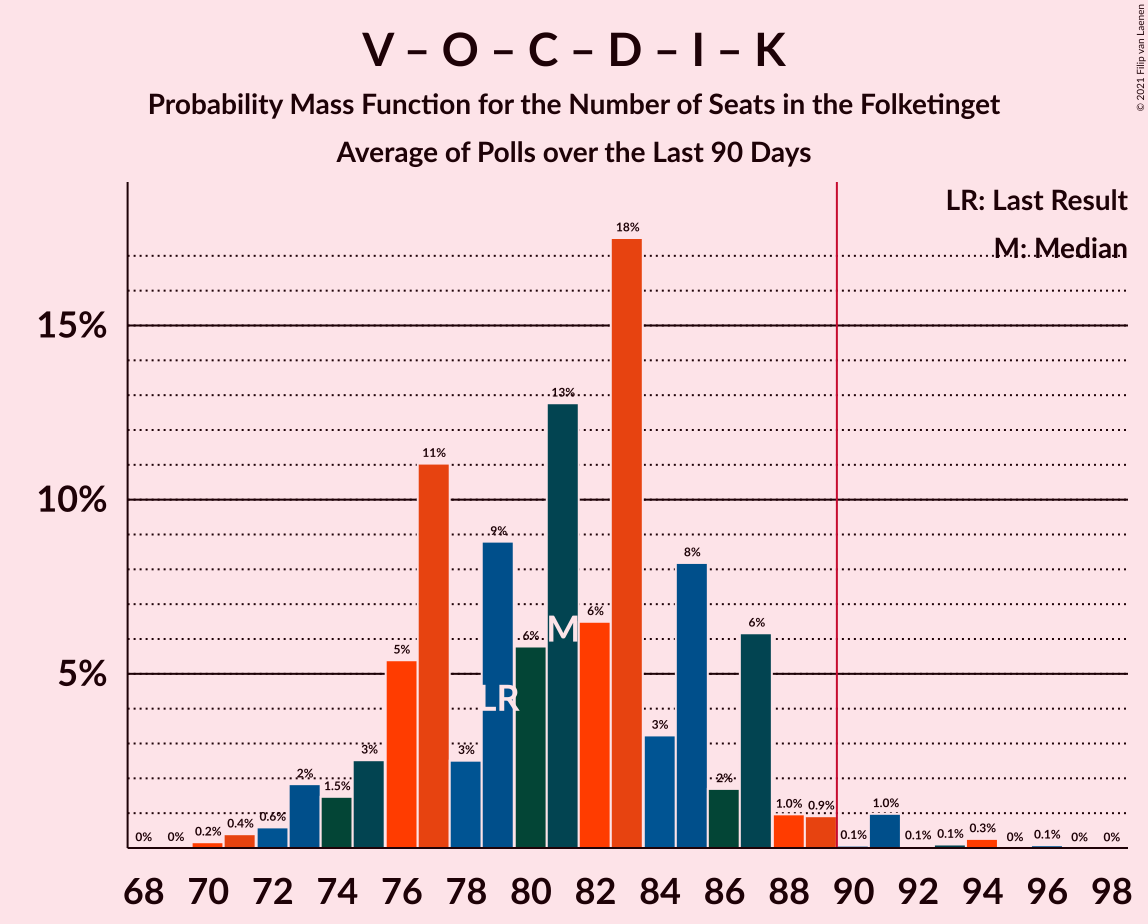 V – O – C – D – I – K
Probability Mass Function for the Number of Seats in the Folketinget
Average of Polls over the Last 90 Days
© 2021 Filip van Laenen
LR: Last Result
M: Median
15%
10%
5%
0% 0% 0.2% 0.4% 0.6% 2% 1.5% 3% 5% 11% 3% 9% 6% 13% 6% 18% 3% 8% 2% 6% 1.0% 0.9% 0.1% 1.0% 0.1% 0.1% 0.3% 0% 0.1% 0% 0%
LR
M
68 70 72 74 76 78 80 82 84 86 88 90 92 94 96 98